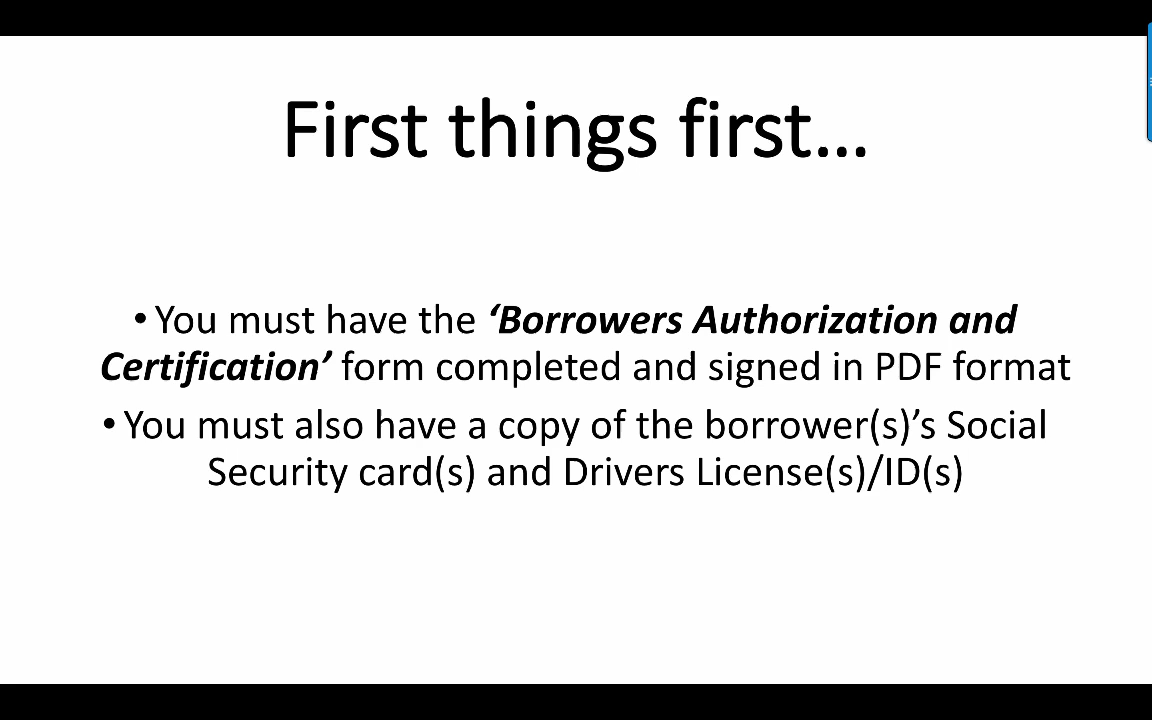 First things first...
• You must have the ‘Borrowers Authorization and
Certification’ form completed and signed in PDF format
• You must also have a copy of the borrower(s)’s Social
Security card(s) and Drivers License(s)/ID(s)